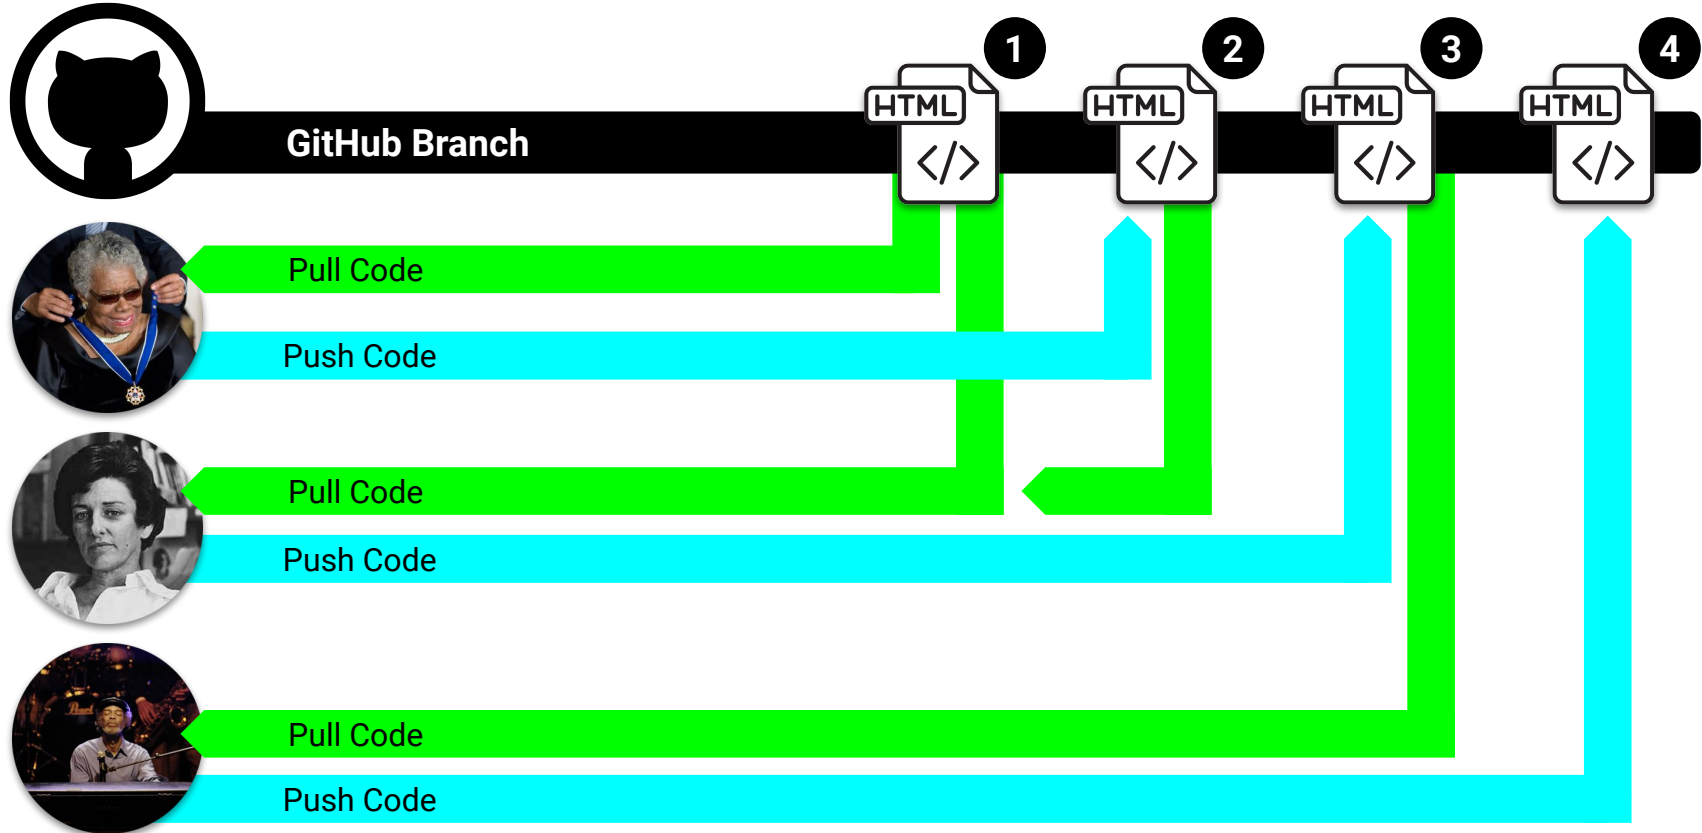 1
2
3
4
HTML
HTML
HTML
HTML
</>
</>
</>
</>
GitHub Branch
Pull Code
Push Code
Pull Code
Push Code
Pearl
Pull Code
Push Code